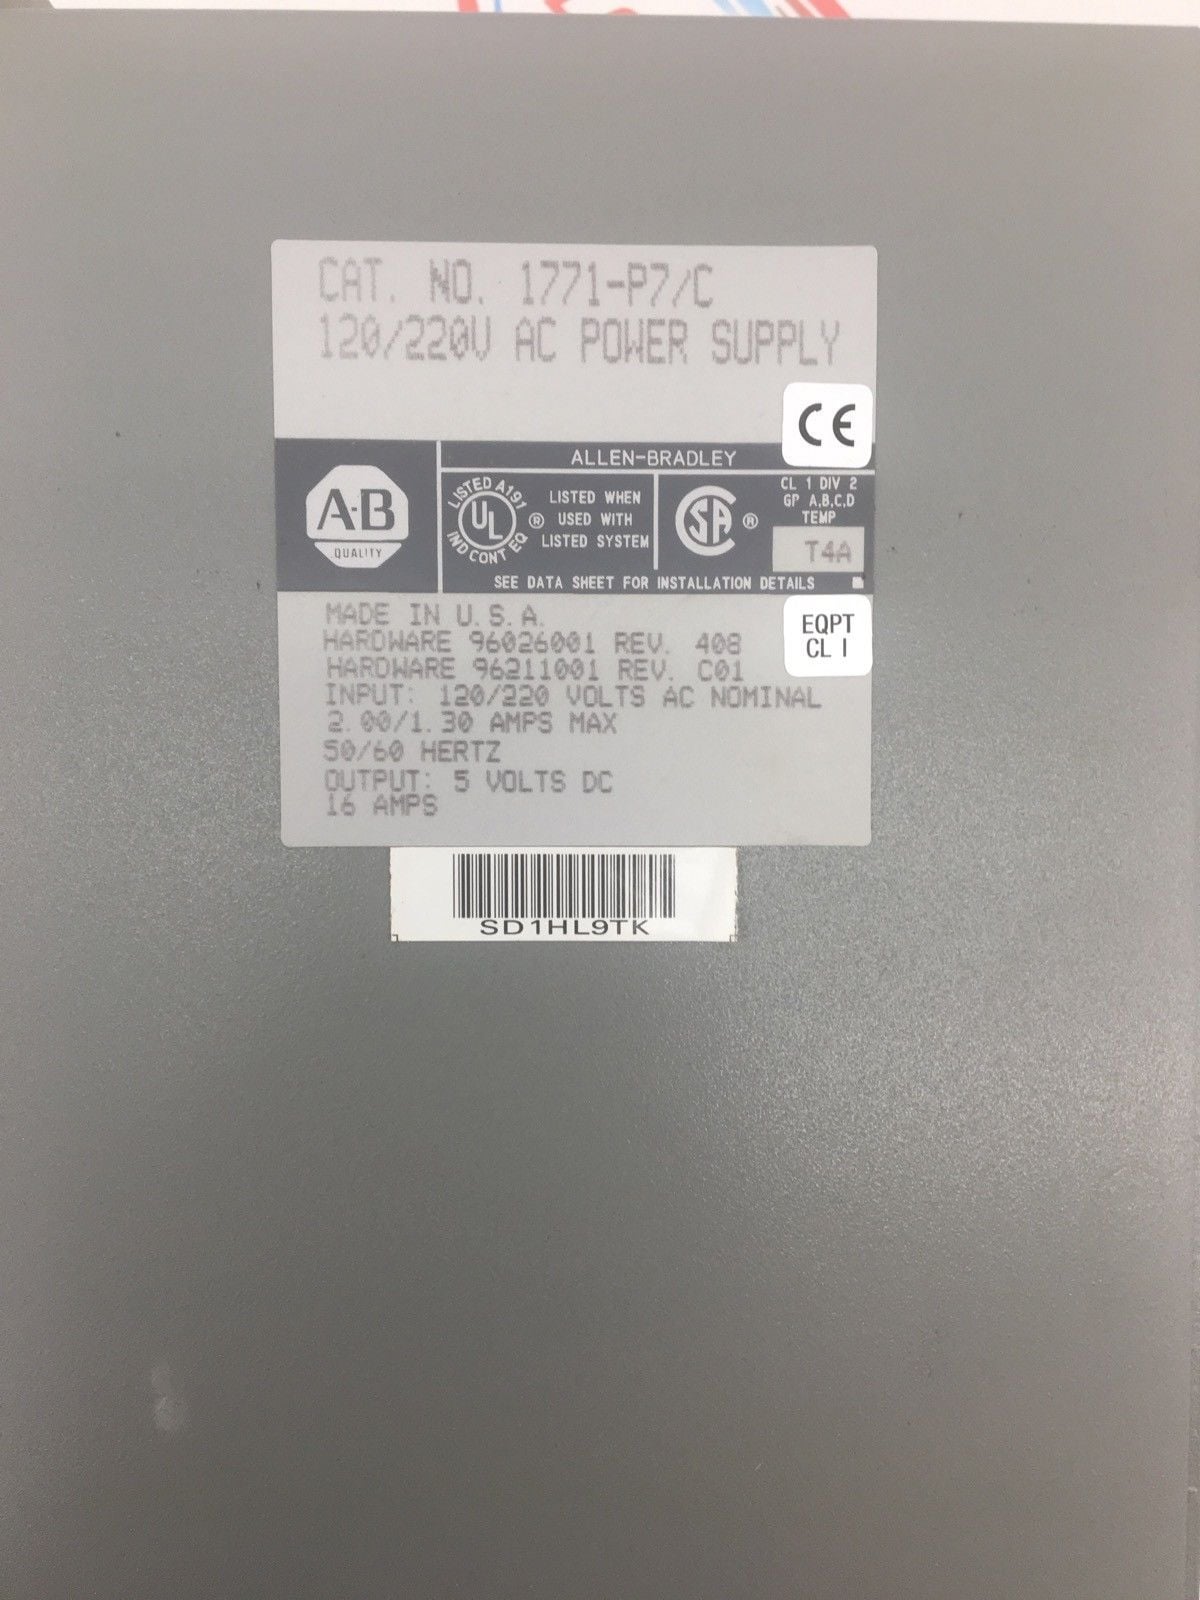 CAT. NO. 1771-P7/C
120/220V AC POWER SUPPLY
CE
ALLEN-BRADLEY
A-B
QUALITY
LISTED A191
UL
IND CONT EQ
®
LISTED WHEN
USED WITH
LISTED SYSTEM
SA
®
CL 1 DIV 2
GP A,B,C,D
TEMP
T4A
SEE DATA SHEET FOR INSTALLATION DETAILS
EQPT
CL I
MADE IN U.S.A.
HARDWARE 96026001 REV. 408
HARDWARE 96211001 REV. C01
INPUT: 120/220 VOLTS AC NOMINAL
2.00/1.30 AMPS MAX
50/60 HERTZ
OUTPUT: 5 VOLTS DC
16 AMPS
SD1HL9TK